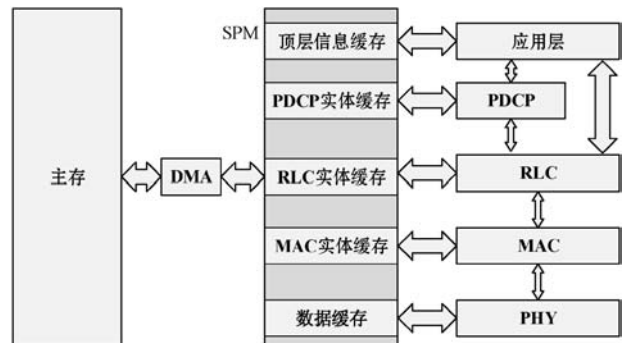 SPM
顶层信息缓存
应用层
PDCP实体缓存
PDCP
主存
DMA
RLC实体缓存
RLC
MAC实体缓存
MAC
数据缓存
PHY